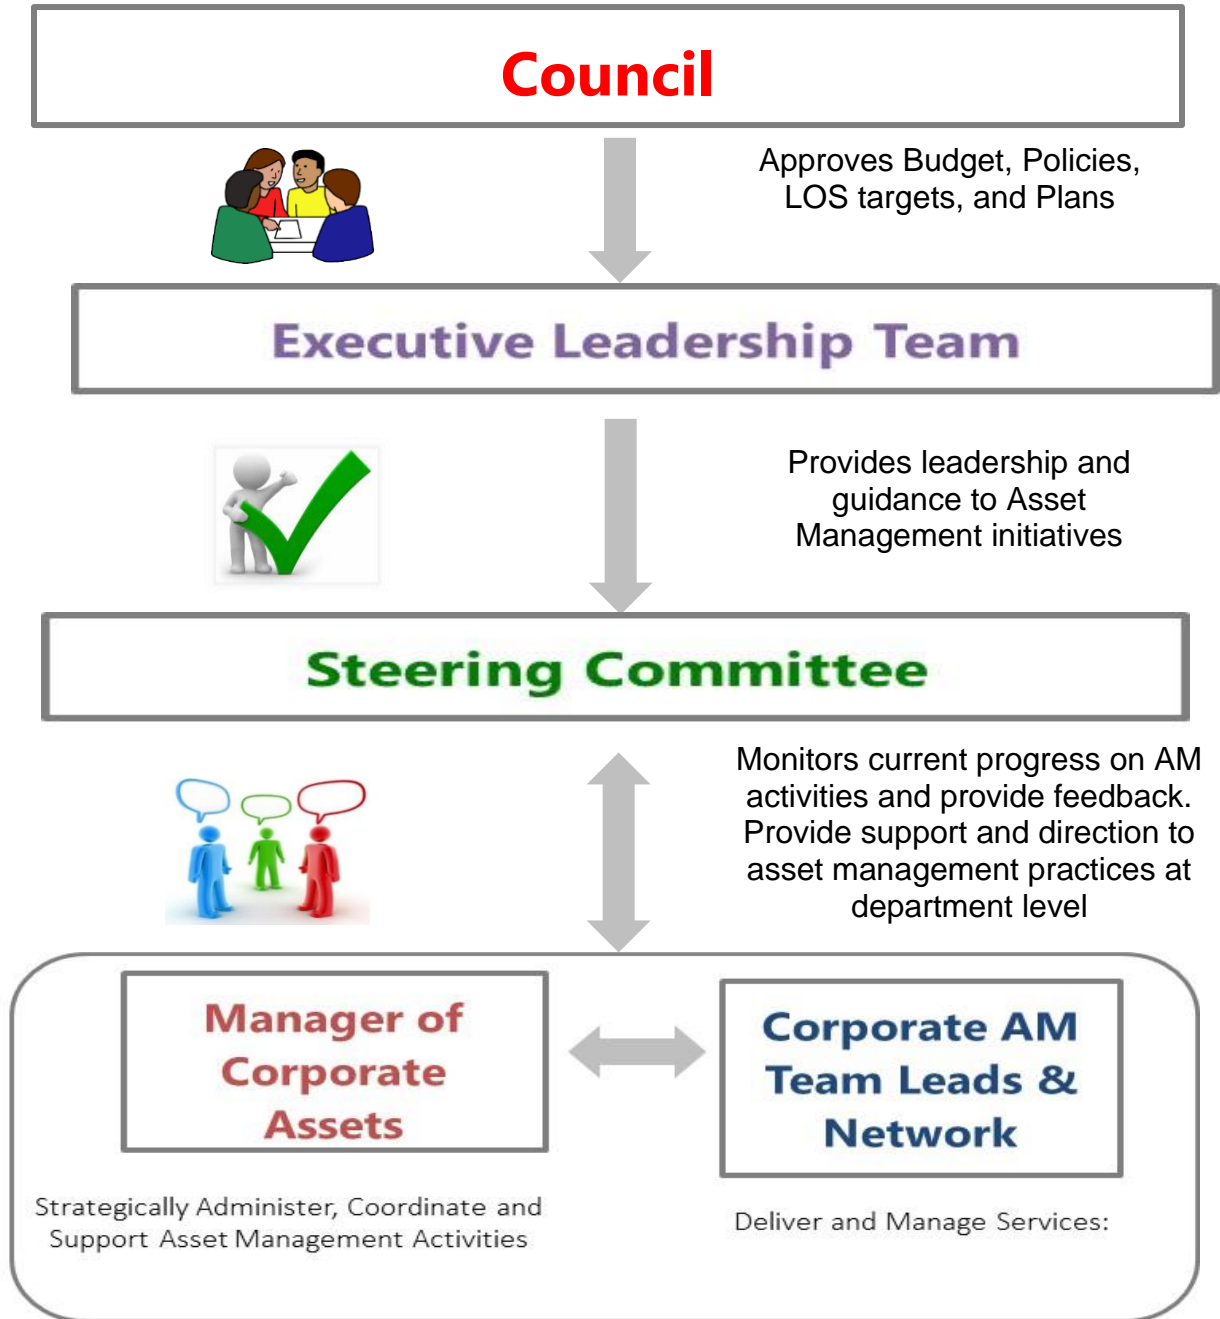 Council
Approves Budget, Policies,
LOS targets, and Plans
Executive Leadership Team
Provides leadership and
guidance to Asset
Management initiatives
Steering Committee
Monitors current progress on AM
activities and provide feedback.
Provide support and direction to
asset management practices at
department level
Manager of
Corporate
Assets
Corporate AM
Team Leads &
Network
Strategically Administer, Coordinate and
Support Asset Management Activities
Deliver and Manage Services: